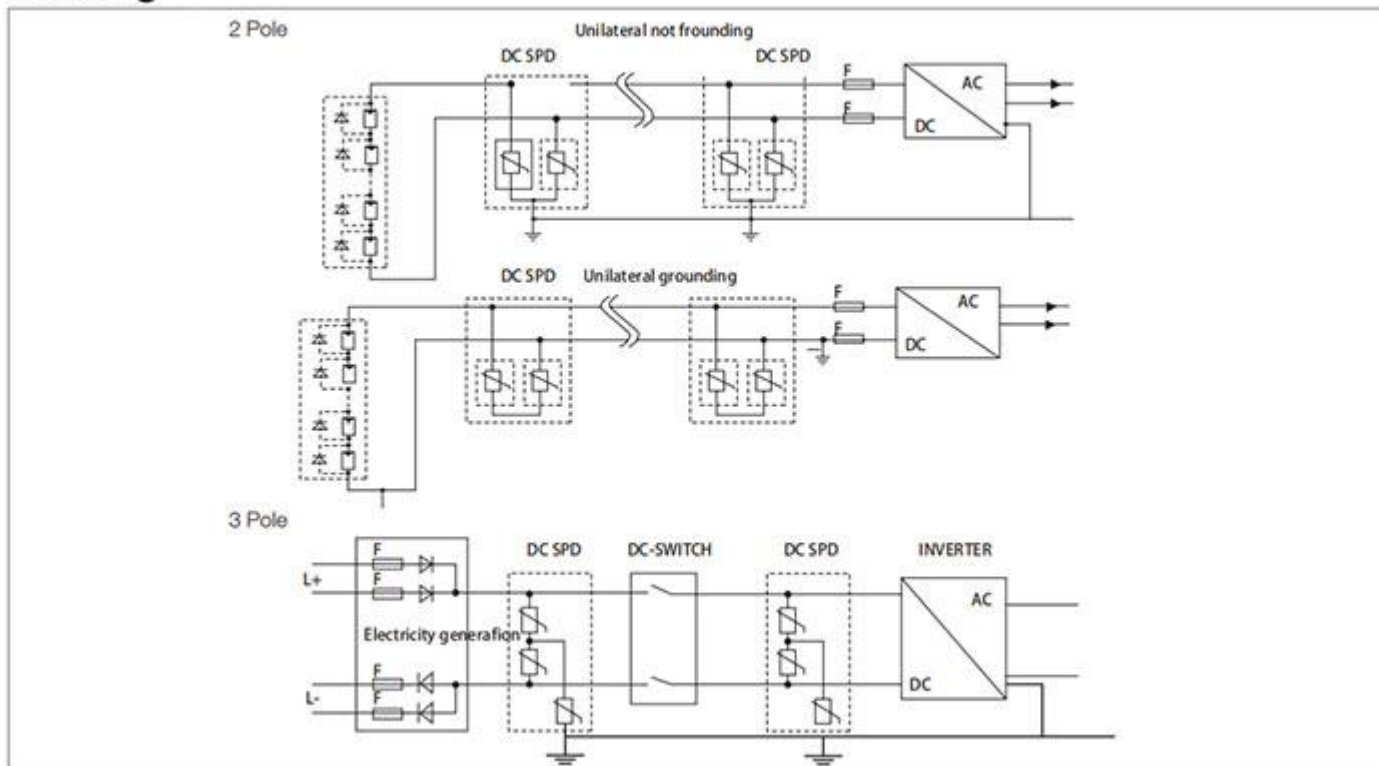 2 Pole
Unilateral not frounding
DC SPD
DC SPD
F
F
AC
DC
DC SPD
Unilateral grounding
F
F
AC
DC
3 Pole
F
F
L+
Electricity generafion
F
F
L-
DC SPD
DC-SWITCH
DC SPD
INVERTER
AC
DC